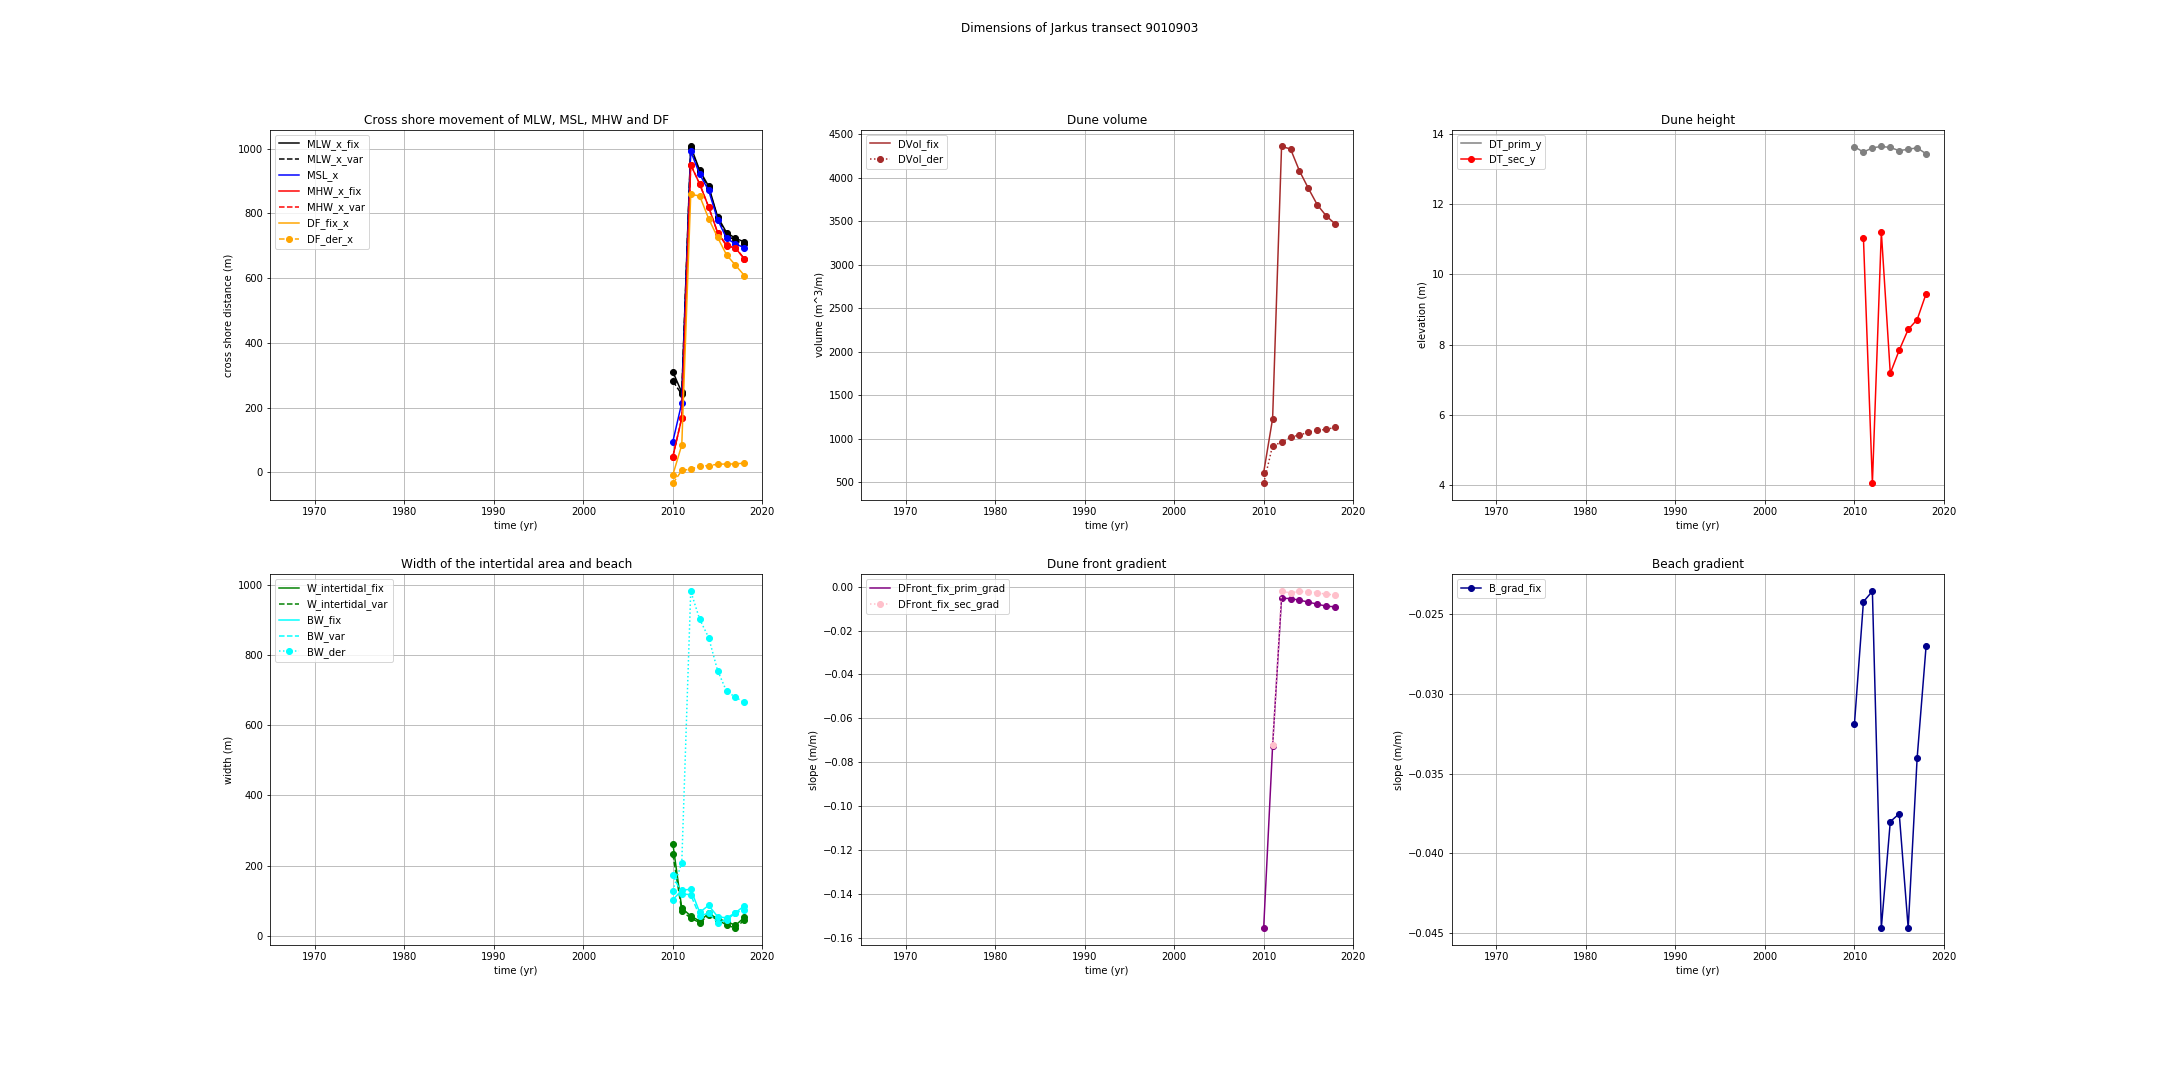 Dimensions of Jarkus transect 9010903
Cross shore movement of MLW, MSL, MHW and DF
cross shore distance (m)
1000
800
600
400
200
0
MLW_x_fix
MLW_x_var
MSL_x
MHW_x_fix
MHW_x_var
DF_fix_x
DF_der_x
1970 1980 1990 2000 2010 2020
time (yr)
Dune volume
volume (m^3/m)
4500
4000
3500
3000
2500
2000
1500
1000
500
DVol_fix
DVol_der
1970 1980 1990 2000 2010 2020
time (yr)
Dune height
elevation (m)
14
12
10
8
6
4
DT_prim_y
DT_sec_y
1970 1980 1990 2000 2010 2020
time (yr)
Width of the intertidal area and beach
width (m)
1000
800
600
400
200
0
W_intertidal_fix
W_intertidal_var
BW_fix
BW_var
BW_der
1970 1980 1990 2000 2010 2020
time (yr)
Dune front gradient
slope (m/m)
0.00
−0.02
−0.04
−0.06
−0.08
−0.10
−0.12
−0.14
−0.16
DFront_fix_prim_grad
DFront_fix_sec_grad
1970 1980 1990 2000 2010 2020
time (yr)
Beach gradient
slope (m/m)
−0.025
−0.030
−0.035
−0.040
−0.045
B_grad_fix
1970 1980 1990 2000 2010 2020
time (yr)